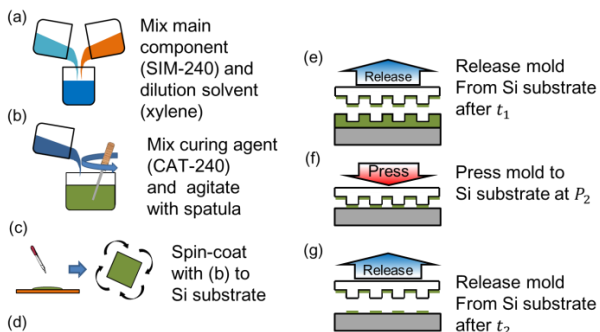 (a)
Mix main
component
(SIM-240) and
dilution solvent
(xylene)
(b)
Mix curing agent
(CAT-240)
and agitate
with spatula
(c)
Spin-coat
with (b) to
Si substrate
(d)
(e)
Release
Release mold
From Si substrate
after t₁
(f)
Press
Press mold to
Si substrate at P₂
(g)
Release
Release mold
From Si substrate
after t₂